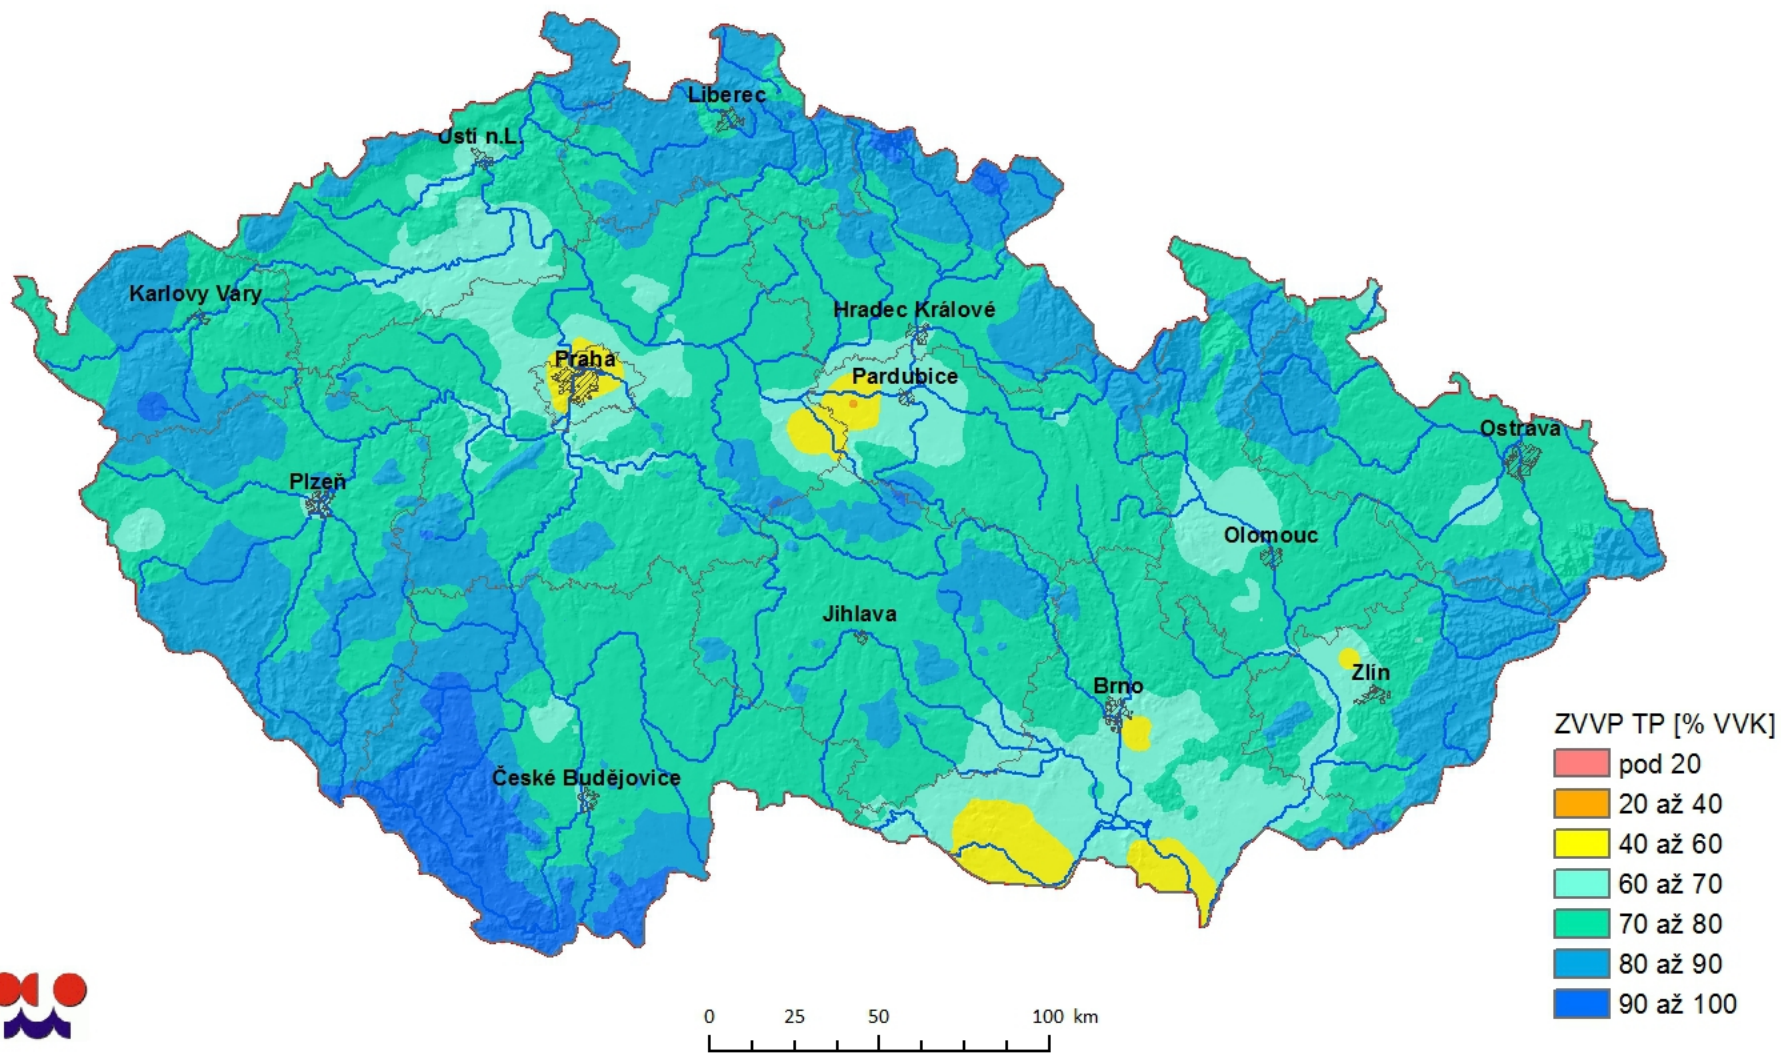 Liberec
Ústí n.L.
Karlovy Vary
Hradec Králové
Praha
Pardubice
Ostrava
Plzeň
Olomouc
Jihlava
Zlín
Brno
České Budějovice
ZVVP TP [% VVK]
pod 20
20 až 40
40 až 60
60 až 70
70 až 80
80 až 90
90 až 100
0 25 50 100 km